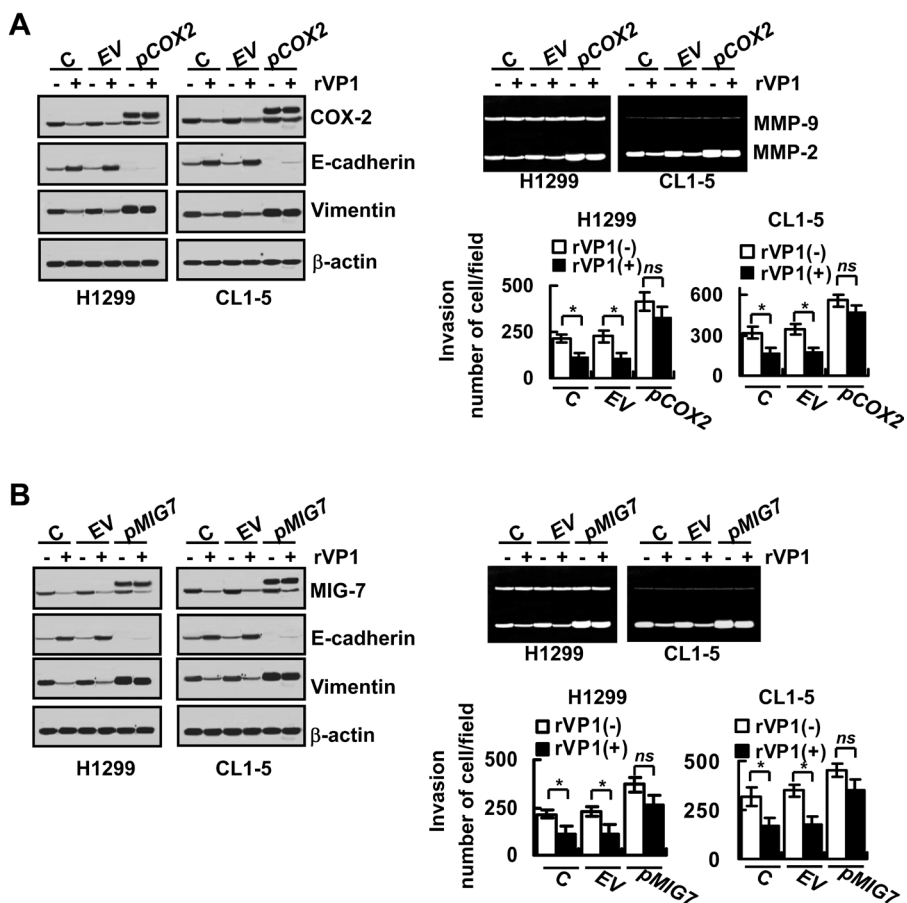 A
C EV pCOX2 C EV pCOX2
- + - + - + - + - + - + rVP1
COX-2
E-cadherin
Vimentin
β-actin
H1299 CL1-5
C EV pCOX2 C EV pCOX2
- + - + - + - + - + - + rVP1
MMP-9
MMP-2
H1299 CL1-5
H1299
rVP1(-)
rVP1(+)
ns
* *
Invasion
number of cell/field
500
250
0
C EV pCOX2
CL1-5
rVP1(-)
rVP1(+)
ns
* *
600
300
0
C EV pCOX2
B
C EV pMIG7 C EV pMIG7
- + - + - + - + - + - + rVP1
MIG-7
E-cadherin
Vimentin
β-actin
H1299 CL1-5
C EV pMIG7 C EV pMIG7
- + - + - + - + - + - + rVP1
H1299 CL1-5
H1299
rVP1(-)
rVP1(+)
ns
* *
Invasion
number of cell/field
500
250
0
C EV pMIG7
CL1-5
rVP1(-)
rVP1(+)
ns
* *
500
250
0
C EV pMIG7